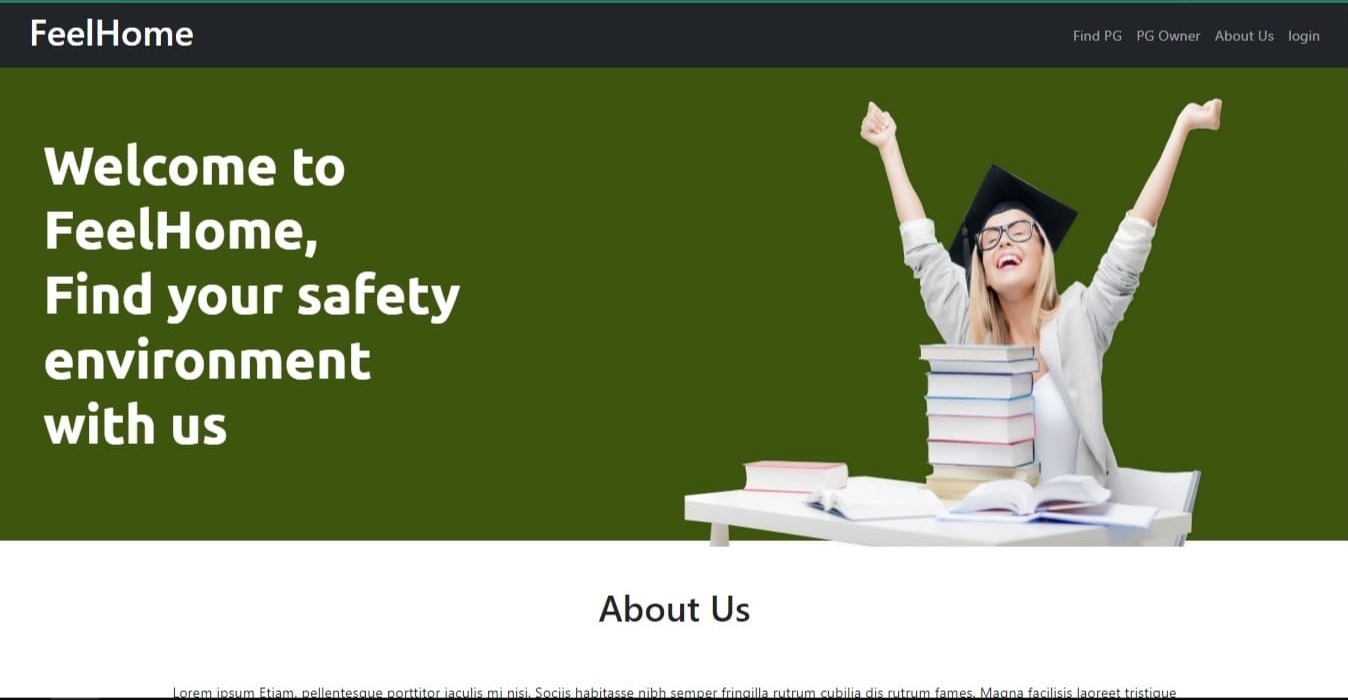 FeelHome
Find PG PG Owner About Us login
Welcome to
FeelHome,
Find your safety
environment
with us
About Us
Lorem ipsum Etiam, pellentesque porttitor iaculis mi nisi. Sociis habitasse nibh semper fringilla rutrum cubilia dis rutrum fames. Magna facilisis laoreet tristique